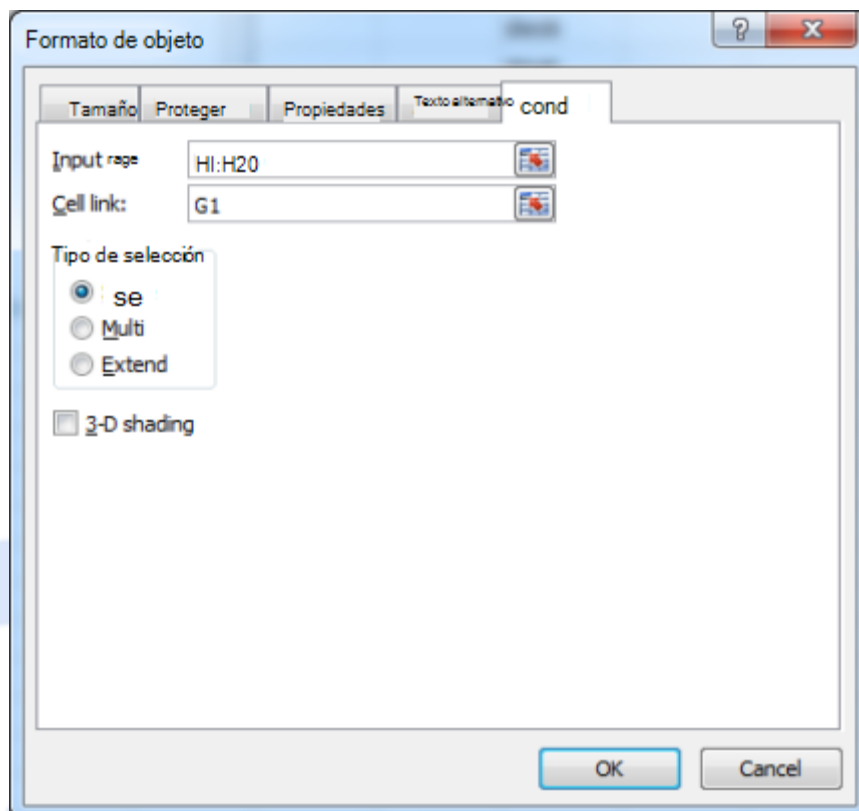 Formato de objeto
Tamaño Proteger Propiedades Texto alternativo cond
Input rage HI:H20
Cell link: G1
Tipo de selección
se
Multi
Extend
3-D shading
OK Cancel